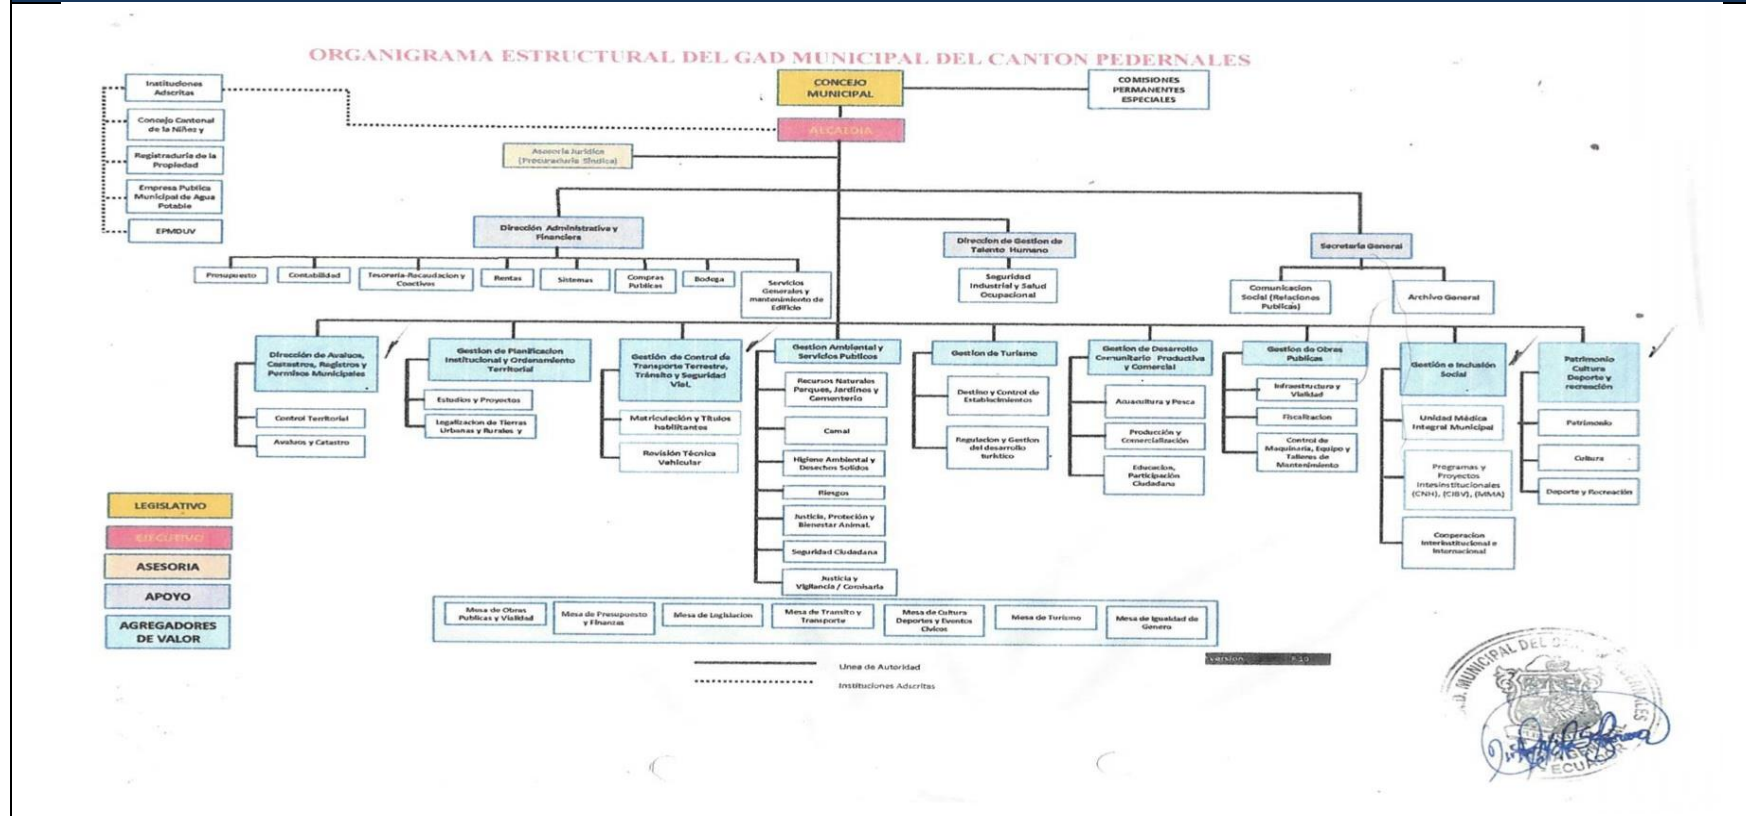 ORGANIGRAMA ESTRUCTURAL DEL GAD MUNICIPAL DEL CANTON PEDERNALES
CONCEJO
MUNICIPAL
COMISIONES
PERMANENTES
ESPECIALES
ALCALDIA
Instituciones
Adscritas
Concejo Cantonal
de la Niñez y
Registraduria de la
Propiedad
Empresa Publica
Municipal de Agua
Potable
EPMDUV
Asesoria Juridica
(Procuraduria Sindica)
Dirección Administrativa y
Financiera
Direccion de Gestion de
Talento Humano
Secretaria General
Presupuesto
Contabilidad
Tesoreria-Recaudacion y
Coactivas
Rentas
Sistemas
Compras
Publicas
Bodega
Servicios
Generales y
mantenimiento de
Edificio
Seguridad
Industrial y Salud
Ocupacional
Comunicacion
Social (Relaciones
Publicas)
Archivo General
Dirección de Avaluos,
Catastros, Registros y
Permisos Municipales
Control Territorial
Avaluos y Catastro
Gestion de Planificacion
Institucional y Ordenamiento
Territorial
Estudios y Proyectos
Legalizacion de Tierras
Urbanas y Rurales y
Gestión de Control de
Transporte Terrestre,
Tránsito y Seguridad
Vial.
Matriculación y Títulos
habilitantes
Revisión Técnica
Vehicular
Gestion Ambiental y
Servicios Publicos
Recursos Naturales
Parques, Jardines y
Cementerio
Camal
Higiene Ambiental y
Desechos Solidos
Riesgos
Justicia, Proteción y
Bienestar Animal.
Seguridad Ciudadana
Justicia y
Vigilancia / Comisaria
Gestion de Turismo
Destino y Control de
Establecimientos
Regulacion y Gestion
del desarrollo
turistico
Gestion de Desarrollo
Comunitario Productiva
y Comercial
Acuacultura y Pesca
Producción y
Comercialización
Educacion,
Participación
Ciudadana
Gestion de Obras
Publicas
Infraestructura y
Vialidad
Fiscalizacion
Control de
Maquinaria, Equipo y
Talleres de
Mantenimiento
Gestión e Inclusión
Social
Unidad Médica
Integral Municipal
Programas y
Proyectos
Intesinstitucionales
(CNH), (CIBV), (MMA)
Cooperacion
Interinstitucional e
Internacional
Patrimonio
Cultura
Deporte y
recreación
Patrimonio
Cultura
Deporte y Recreación
LEGISLATIVO
EJECUTIVO
ASESORIA
APOYO
AGREGADORES
DE VALOR
Mesa de Obras
Publicas y Vialidad
Mesa de Presupuesto
y Finanzas
Mesa de Legislacion
Mesa de Transito y
Transporte
Mesa de Cultura
Deportes y Eventos
Civicos
Mesa de Turismo
Mesa de Igualdad de
Genero
Linea de Autoridad
Instituciones Adscritas
version
MUNICIPAL DEL
ECUADOR